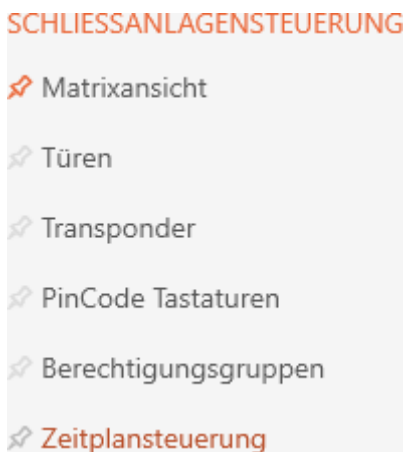 SCHLIESSANLAGENSTEUERUNG
Matrixansicht
Türen
Transponder
PinCode Tastaturen
Berechtigungsgruppen
Zeitplansteuerung